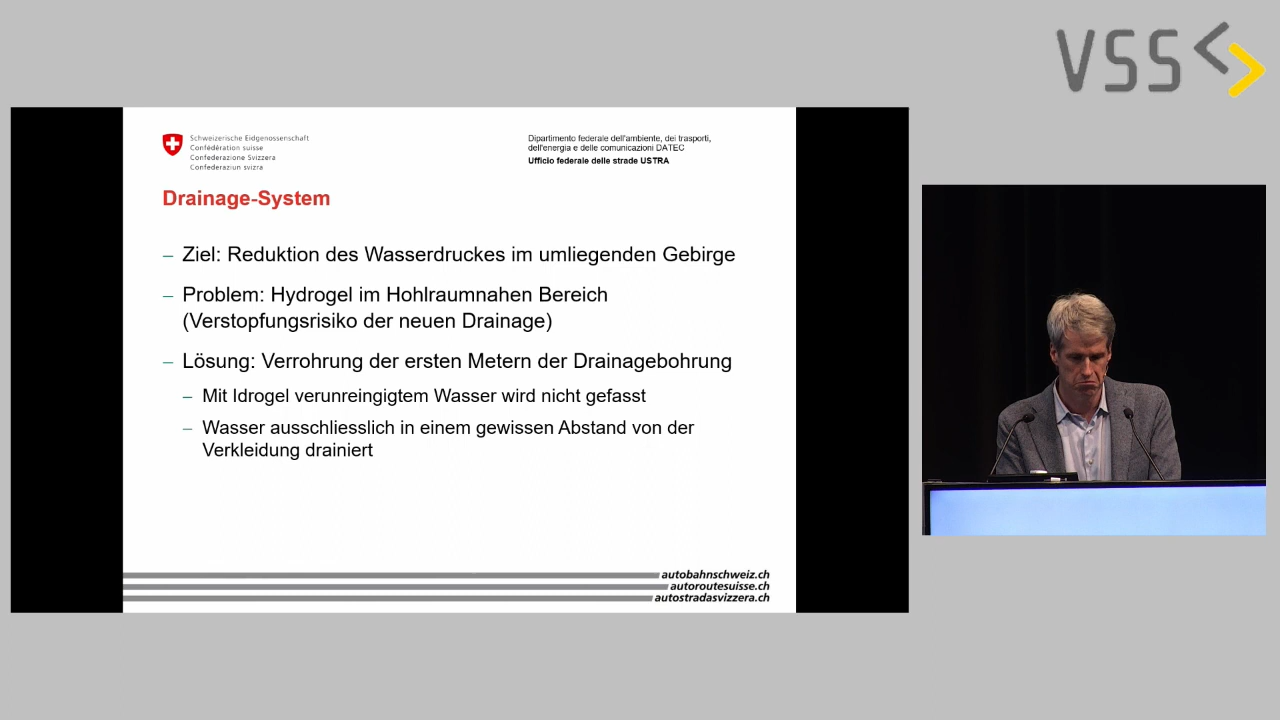 VSS
Schweizerische Eidgenossenschaft
Confédération suisse
Confederazione Svizzera
Confederaziun svizra
Dipartimento federale dell'ambiente, dei trasporti,
dell'energia e delle comunicazioni DATEC
Ufficio federale delle strade USTRA
Drainage-System
– Ziel: Reduktion des Wasserdruckes im umliegenden Gebirge
– Problem: Hydrogel im Hohlraumnahen Bereich
(Verstopfungsrisiko der neuen Drainage)
– Lösung: Verrohrung der ersten Metern der Drainagebohrung
– Mit Idrogel verunreingigtem Wasser wird nicht gefasst
– Wasser ausschliesslich in einem gewissen Abstand von der
Verkleidung drainiert
autobahnschweiz.ch
autoroutesuisse.ch
autostradasvizzera.ch